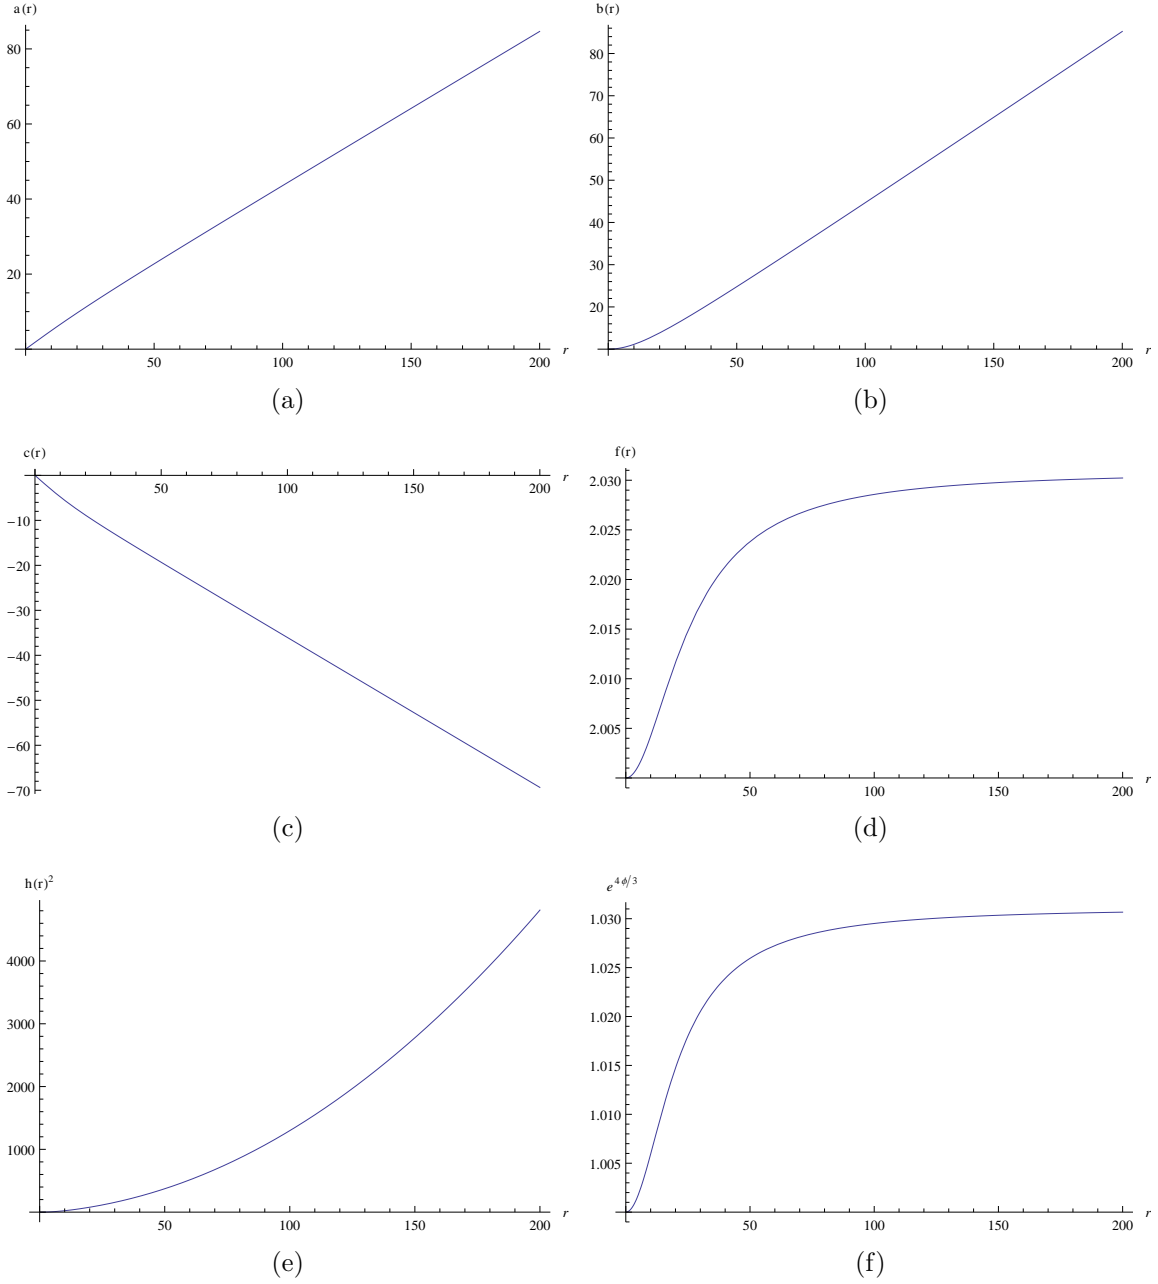 a(r)
80
60
40
20
50 100 150 200 r
(a)
b(r)
80
70
60
50
40
30
20
50 100 150 200 r
(b)
c(r)
50 100 150 200 r
−10
−20
−30
−40
−50
−60
−70
(c)
f(r)
2.030
2.025
2.020
2.015
2.010
2.005
50 100 150 200 r
(d)
h(r)²
4000
3000
2000
1000
50 100 150 200 r
(e)
e^{4 ϕ/3}
1.030
1.025
1.020
1.015
1.010
1.005
50 100 150 200 r
(f)